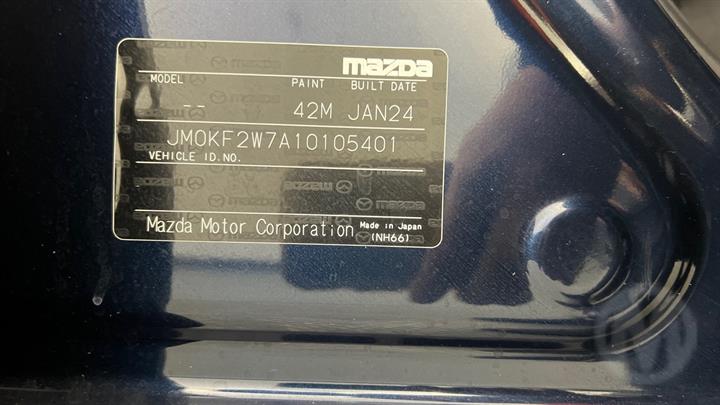 mazda
MODEL PAINT BUILT DATE
-- 42M JAN24
JM0KF2W7A10105401
VEHICLE ID.NO.
Mazda Motor Corporation Made in Japan
(NH66)